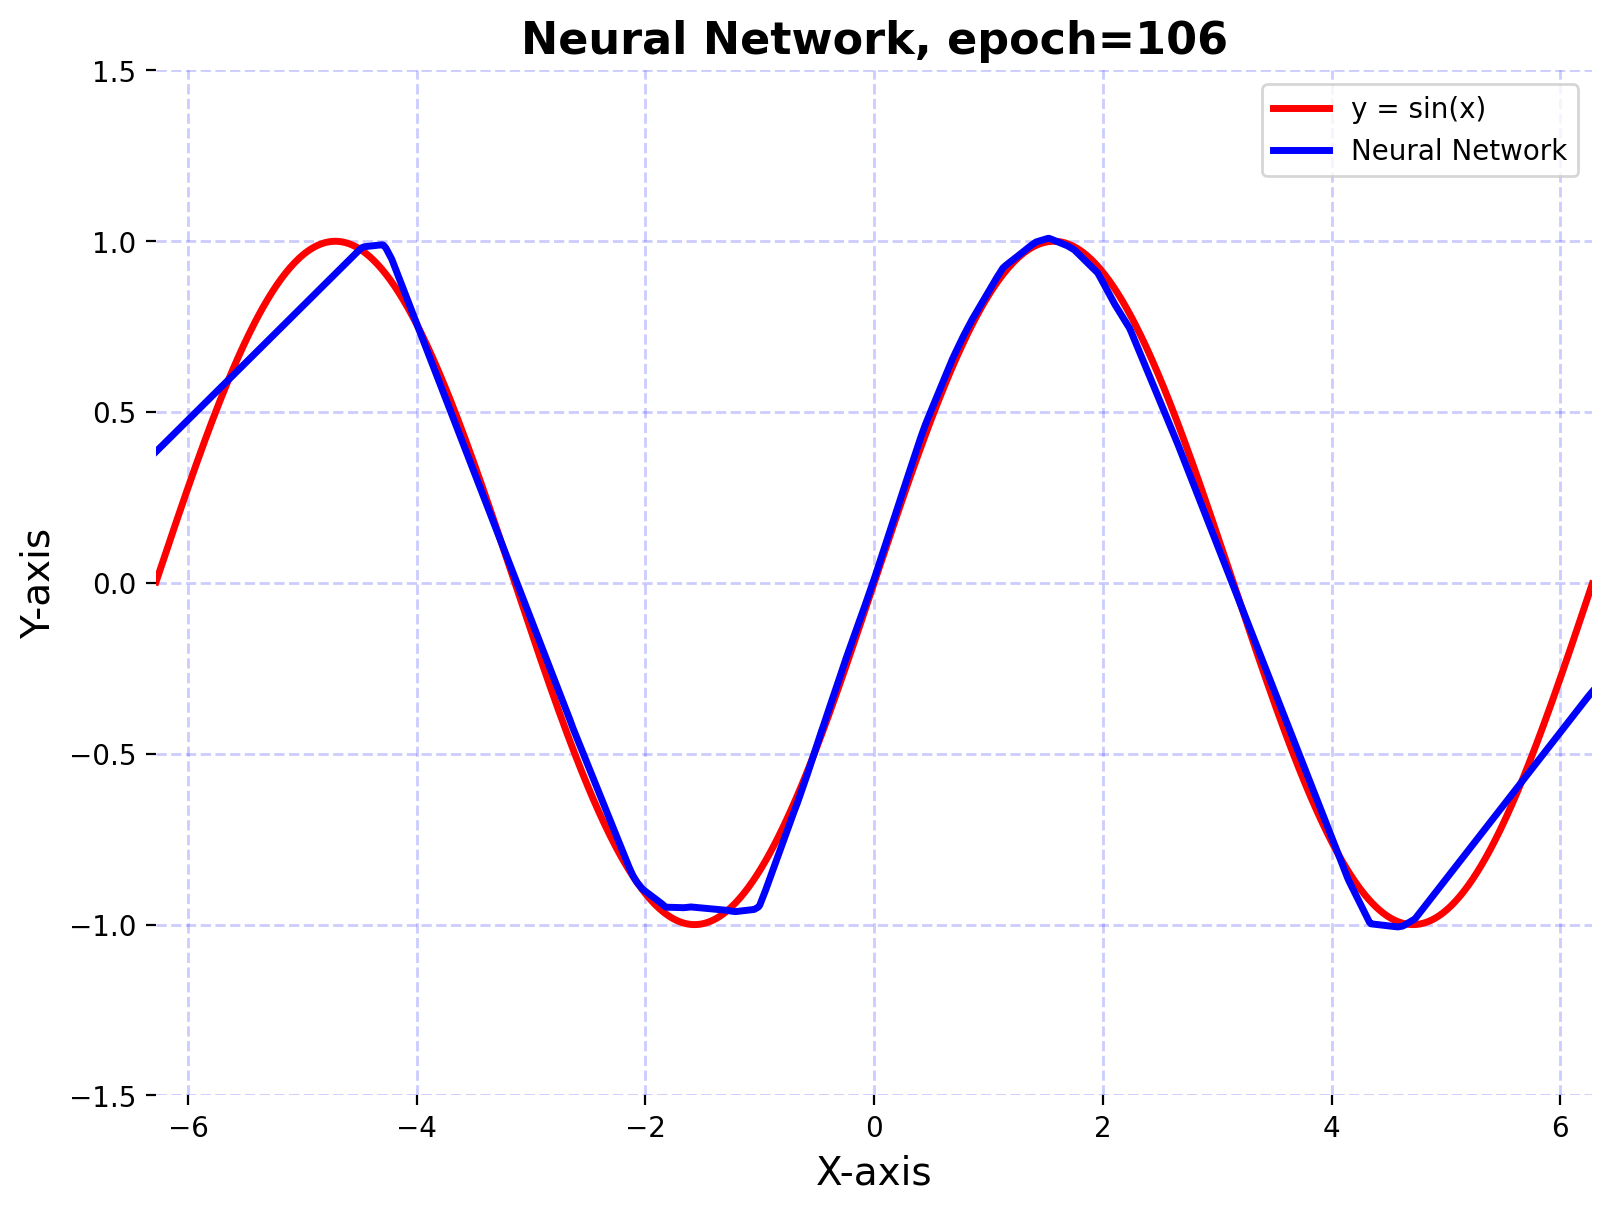 Neural Network, epoch=106
1.5
y = sin(x)
Neural Network
1.0
0.5
0.0
−0.5
−1.0
−1.5
Y-axis
−6 −4 −2 0 2 4 6
X-axis